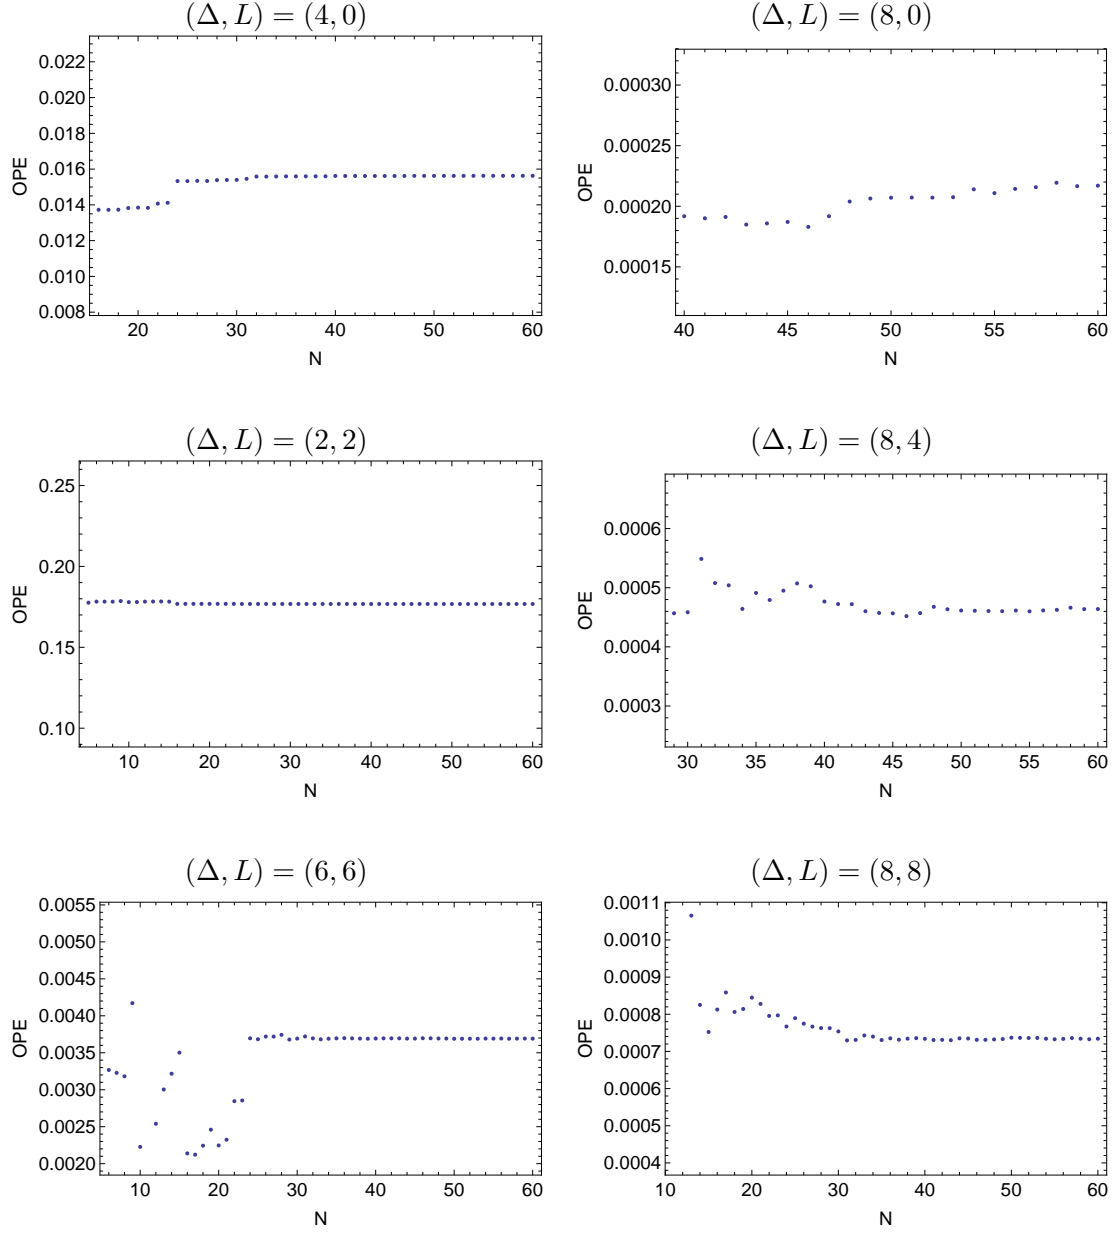 (Δ, L) = (4, 0)
OPE
0.022
0.020
0.018
0.016
0.014
0.012
0.010
0.008
20 30 40 50 60
N
(Δ, L) = (8, 0)
OPE
0.00030
0.00025
0.00020
0.00015
40 45 50 55 60
N
(Δ, L) = (2, 2)
OPE
0.25
0.20
0.15
0.10
10 20 30 40 50 60
N
(Δ, L) = (8, 4)
OPE
0.0006
0.0005
0.0004
0.0003
30 35 40 45 50 55 60
N
(Δ, L) = (6, 6)
OPE
0.0055
0.0050
0.0045
0.0040
0.0035
0.0030
0.0025
0.0020
10 20 30 40 50 60
N
(Δ, L) = (8, 8)
OPE
0.0011
0.0010
0.0009
0.0008
0.0007
0.0006
0.0005
0.0004
10 20 30 40 50 60
N